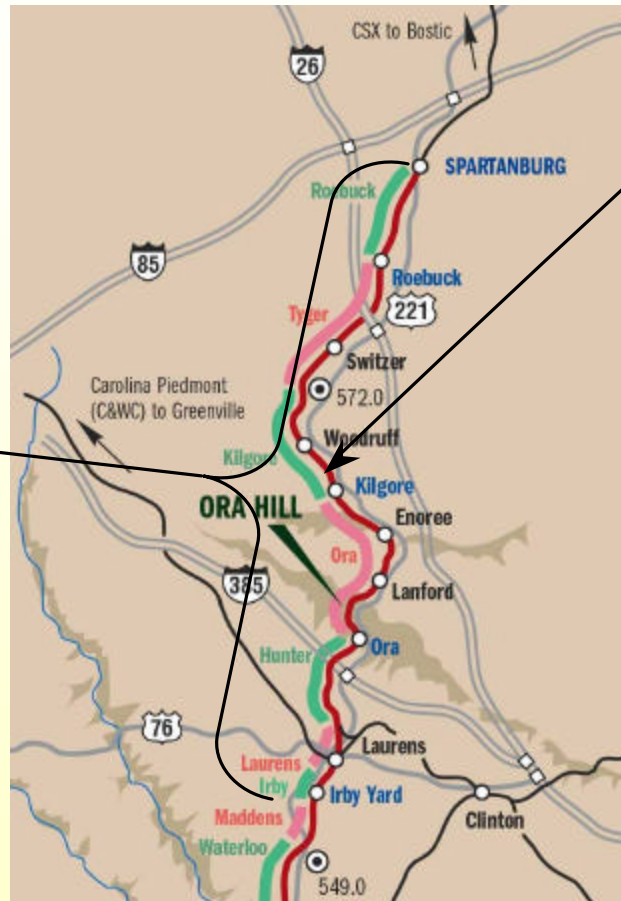 CSX to Bostic
26
SPARTANBURG
Roebuck
85
Roebuck
221
Tyger
Switzer
Carolina Piedmont
(C&WC) to Greenville
572.0
Woodruff
Kilgore
Kilgore
ORA HILL
Enoree
Ora
385
Lanford
Ora
Hunter
76
Laurens
Laurens
Irby
Irby Yard
Maddens
Clinton
Waterloo
549.0